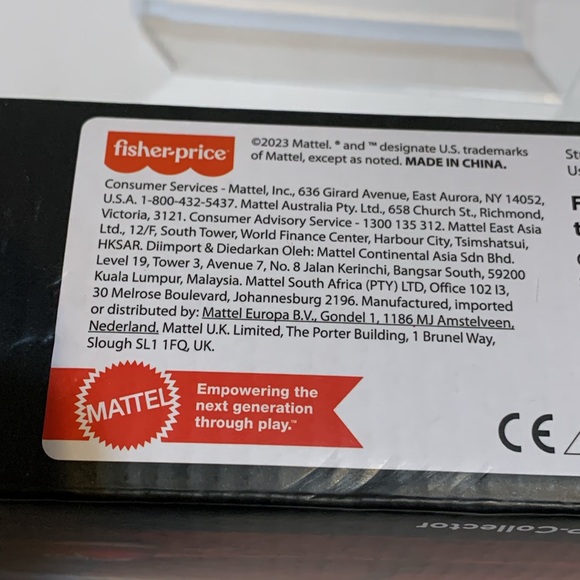 fisher-price
©2023 Mattel. ® and ™ designate U.S. trademarks
of Mattel, except as noted. MADE IN CHINA.
Consumer Services - Mattel, Inc., 636 Girard Avenue, East Aurora, NY 14052,
U.S.A. 1-800-432-5437. Mattel Australia Pty. Ltd., 658 Church St., Richmond,
Victoria, 3121. Consumer Advisory Service - 1300 135 312. Mattel East Asia
Ltd., 12/F, South Tower, World Finance Center, Harbour City, Tsimshatsui,
HKSAR. Diimport & Diedarkan Oleh: Mattel Continental Asia Sdn Bhd.
Level 19, Tower 3, Avenue 7, No. 8 Jalan Kerinchi, Bangsar South, 59200
Kuala Lumpur, Malaysia. Mattel South Africa (PTY) LTD, Office 102 I3,
30 Melrose Boulevard, Johannesburg 2196. Manufactured, imported
or distributed by: Mattel Europa B.V., Gondel 1, 1186 MJ Amstelveen,
Nederland. Mattel U.K. Limited, The Porter Building, 1 Brunel Way,
Slough SL1 1FQ, UK.
MATTEL
Empowering the
next generation
through play.™
CE